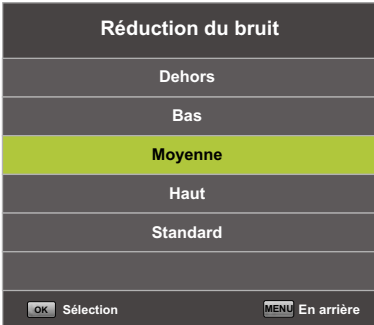 Réduction du bruit
Dehors
Bas
Moyenne
Haut
Standard
OK Sélection MENU En arrière